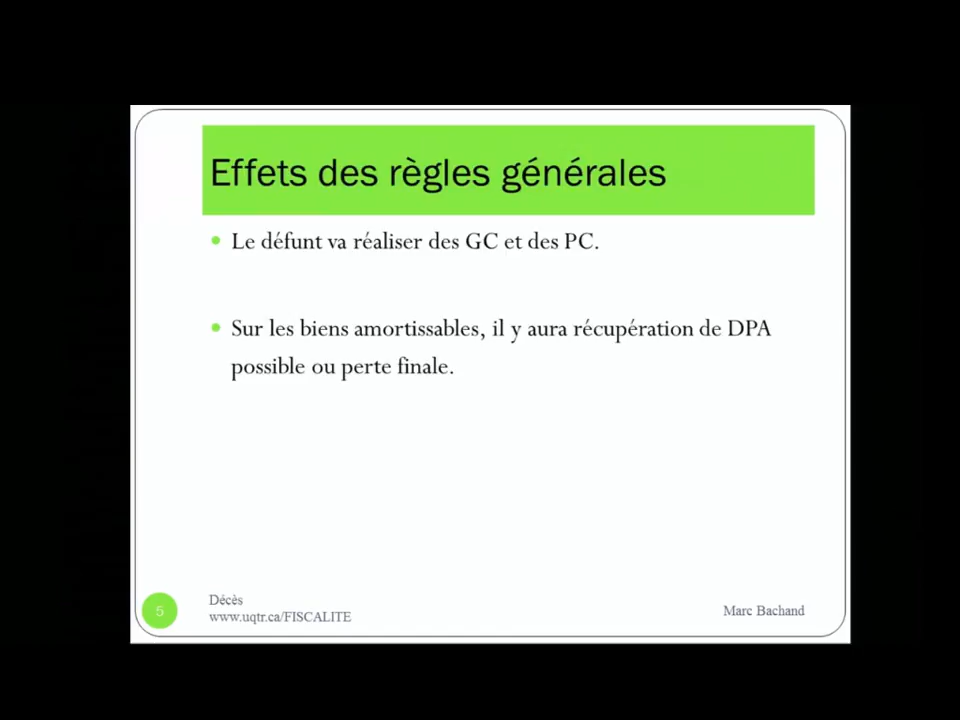 Effets des règles générales
Le défunt va réaliser des GC et des PC.
Sur les biens amortissables, il y aura récupération de DPA
possible ou perte finale.
5
Décès
www.uqtr.ca/FISCALITE
Marc Bachand